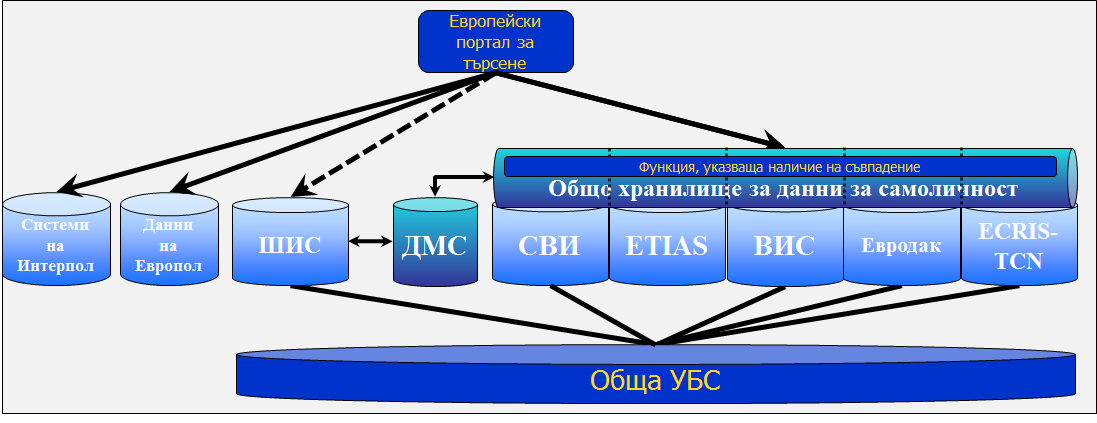 Европейски
портал за
търсене
Функция, указваща наличие на съвпадение
Общо хранилище за данни за самоличност
Системи
на
Интерпол
Данни
на
Европол
ШИС
ДМС
СВИ
ETIAS
ВИС
Евродак
ECRIS-
TCN
Обща УБС